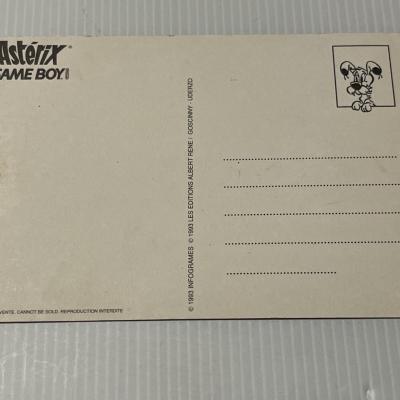 Astérix
GAME BOY
© 1993 INFOGRAMES © 1993 LES EDITIONS ALBERT RENE / GOSCINNY - UDERZO
VENTE. CANNOT BE SOLD. REPRODUCTION INTERDITE